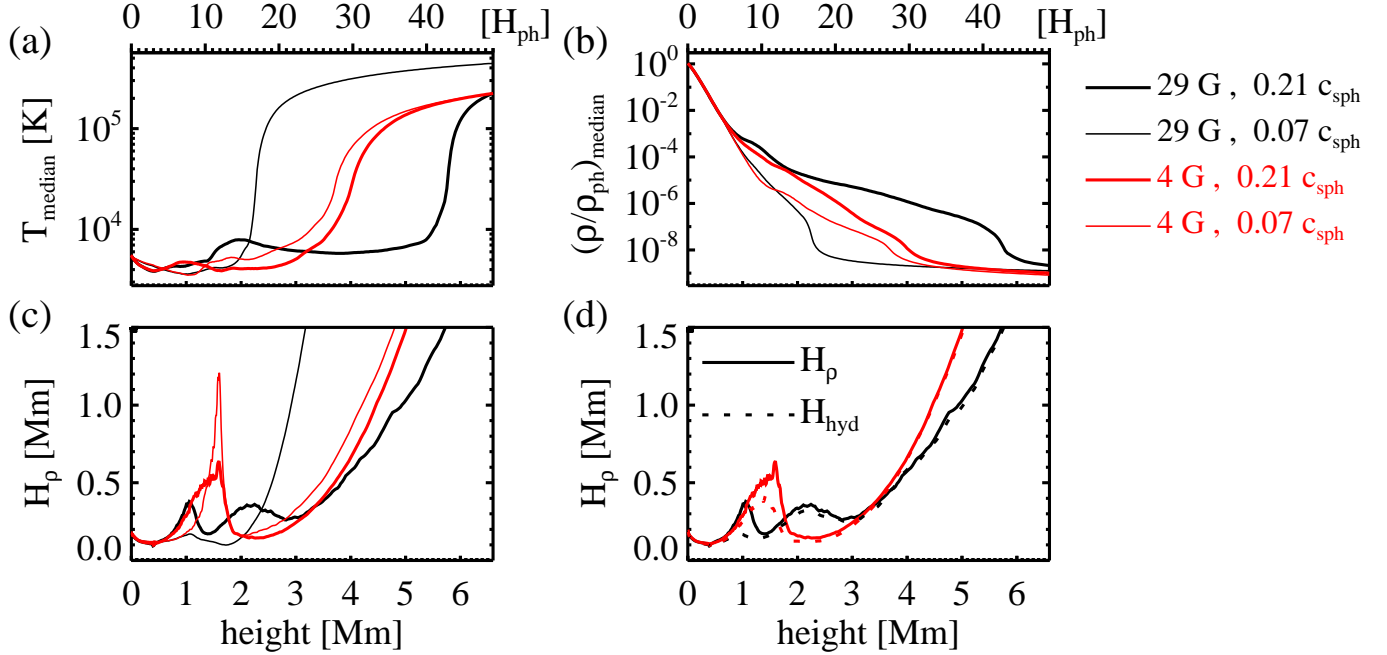 0 10 20 30 40 [H_ph]
0 10 20 30 40 [H_ph]
(a)
T_median [K]
10^5
10^4
(b)
(ρ/ρ_ph)_median
10^0
10^-2
10^-4
10^-6
10^-8
29 G , 0.21 c_sph
29 G , 0.07 c_sph
4 G , 0.21 c_sph
4 G , 0.07 c_sph
(c)
H_ρ [Mm]
1.5
1.0
0.5
0.0
0 1 2 3 4 5 6
height [Mm]
(d)
H_ρ [Mm]
1.5
1.0
0.5
0.0
H_ρ
H_hyd
0 1 2 3 4 5 6
height [Mm]